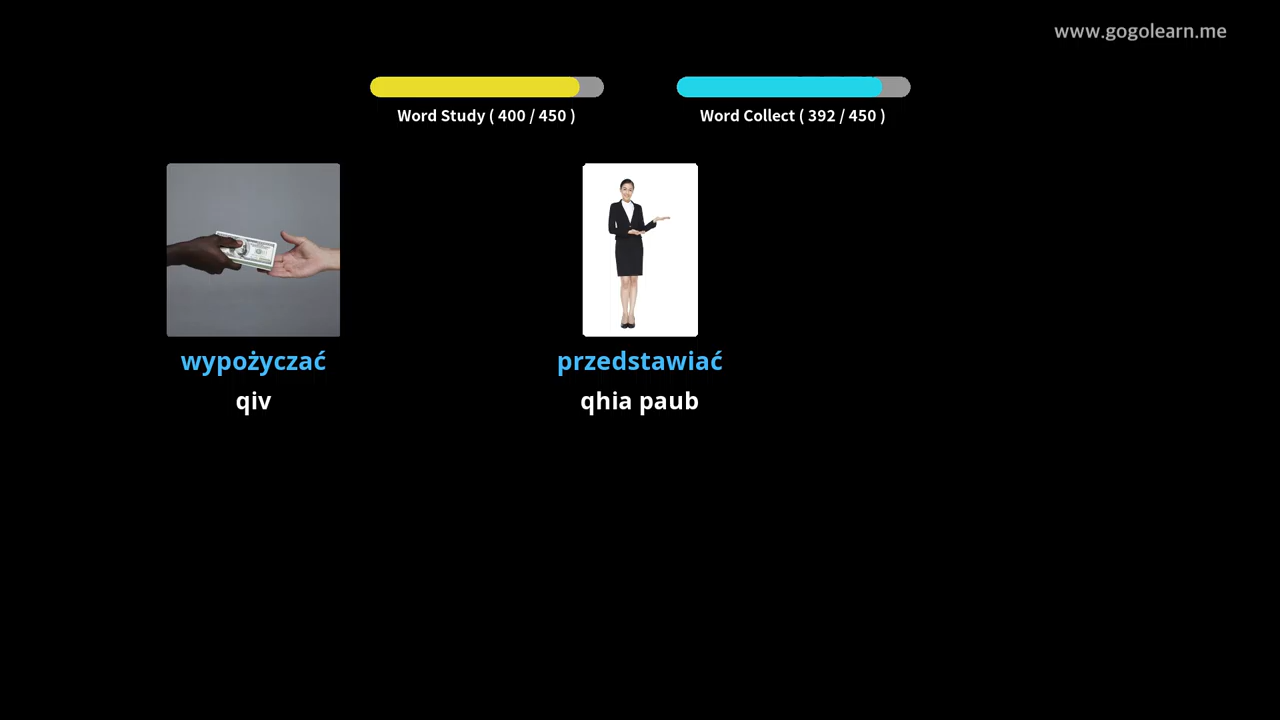 www.gogolearn.me
Word Study ( 400 / 450 )
Word Collect ( 392 / 450 )
wypożyczać
qiv
przedstawiać
qhia paub